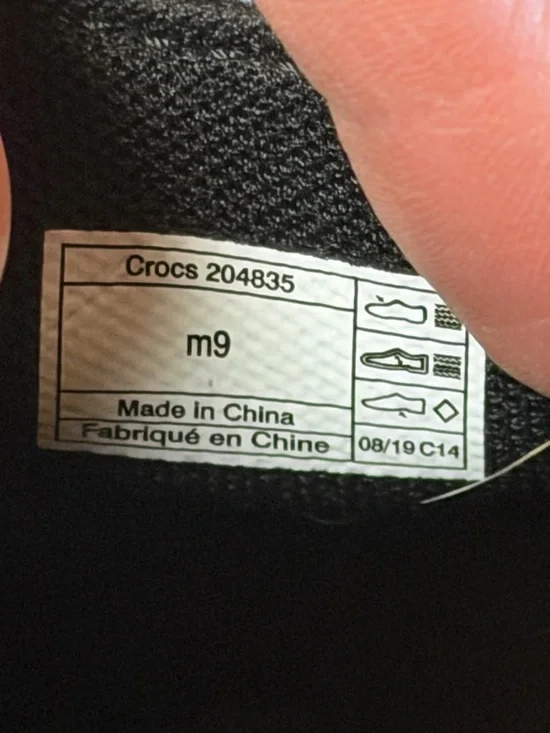 Crocs 204835
m9
Made in China
Fabriqué en Chine
08/19 C14